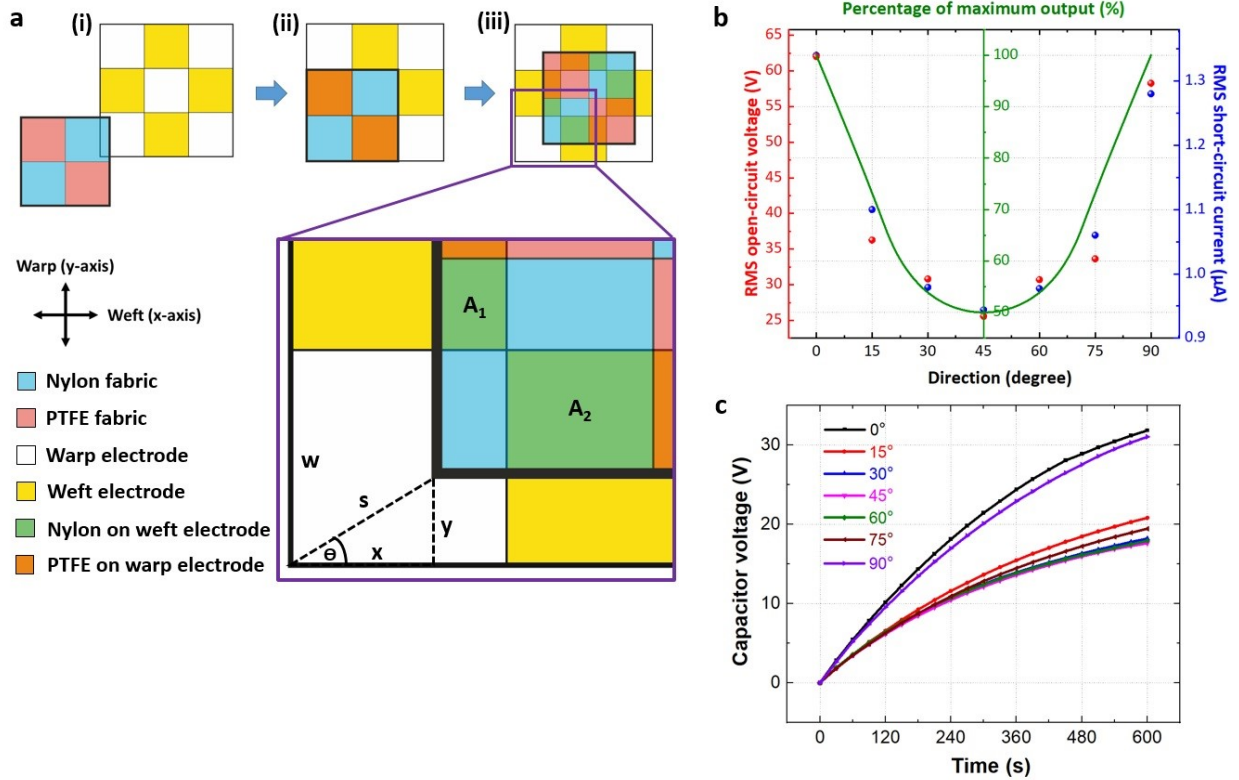 a
(i)
(ii)
(iii)
Warp (y-axis)
Weft (x-axis)
Nylon fabric
PTFE fabric
Warp electrode
Weft electrode
Nylon on weft electrode
PTFE on warp electrode
A1
A2
w
s
y
ɵ
x
b
Percentage of maximum output (%)
65
60
55
50
45
40
35
30
25
RMS open-circuit voltage (V)
100
90
80
70
60
50
1.3
1.2
1.1
1.0
0.9
RMS short-circuit current (µA)
0 15 30 45 60 75 90
Direction (degree)
c
0°
15°
30°
45°
60°
75°
90°
30
20
10
0
Capacitor voltage (V)
0 120 240 360 480 600
Time (s)